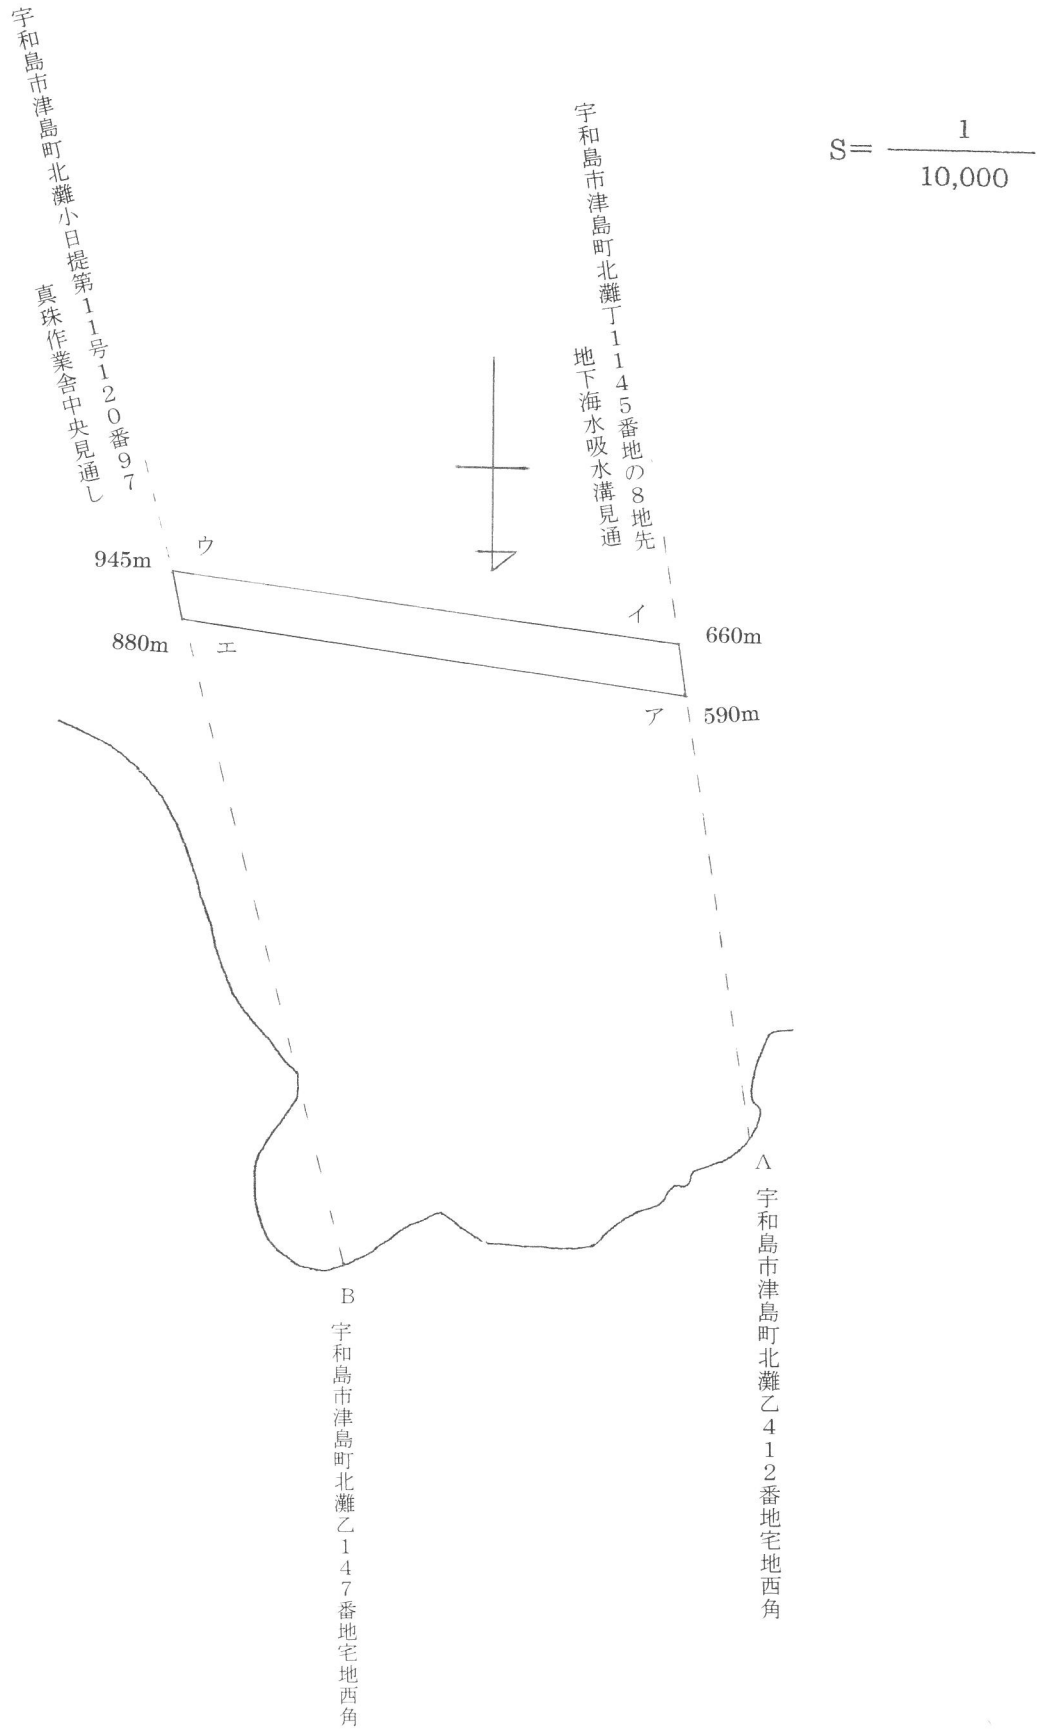 S= 1
10,000
宇和島市津島町北灘丁1145番地の8地先
地下海水吸水溝見通
宇和島市津島町北灘小日提第11号120番97
真珠作業舎中央見通し
945m
ウ
イ
660m
880m
エ
ア
590m
A
宇和島市津島町北灘乙412番地宅地西角
B
宇和島市津島町北灘乙147番地宅地西角